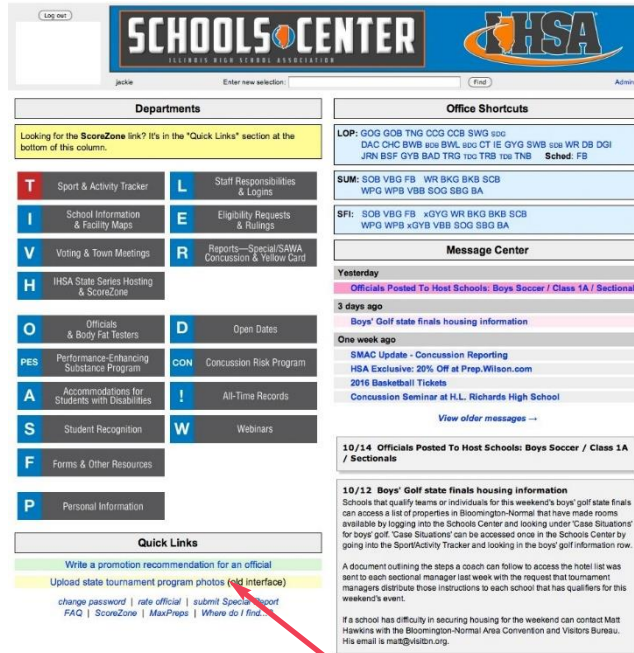 Log out
SCHOOLS CENTER
ILLINOIS HIGH SCHOOL ASSOCIATION
IHSA
jackie
Enter new selection:
Find
Admin
Departments
Looking for the ScoreZone link? It's in the "Quick Links" section at the
bottom of this column.
T Sport & Activity Tracker
L Staff Responsibilities
& Logins
I School Information
& Facility Maps
E Eligibility Requests
& Rulings
V Voting & Town Meetings
R Reports—Special/SAWA
Concussion & Yellow Card
H IHSA State Series Hosting
& ScoreZone
O Officials
& Body Fat Testers
D Open Dates
PES Performance-Enhancing
Substance Program
CON Concussion Risk Program
A Accommodations for
Students with Disabilities
! All-Time Records
S Student Recognition
W Webinars
F Forms & Other Resources
P Personal Information
Quick Links
Write a promotion recommendation for an official
Upload state tournament program photos (old interface)
change password | rate official | submit Special Report
FAQ | ScoreZone | MaxPreps | Where do I find...?
Office Shortcuts
LOP: GOG GOB TNG CCG CCB SWG SDG
DAC CHC BWB BDB BWL BDG CT IE GYG SWB SDB WR DB DGI
JRN BSF GYB BAD TRG TDG TRB TDB TNB Sched: FB
SUM: SOB VBG FB WR BKG BKB SCB
WPG WPB VBB SOG SBG BA
SFI: SOB VBG FB xGYG WR BKG BKB SCB
WPG WPB xGYB VBB SOG SBG BA
Message Center
Yesterday
Officials Posted To Host Schools: Boys Soccer / Class 1A / Sectional
3 days ago
Boys' Golf state finals housing information
One week ago
SMAC Update - Concussion Reporting
HSA Exclusive: 20% Off at Prep.Wilson.com
2016 Basketball Tickets
Concussion Seminar at H.L. Richards High School
View older messages →
10/14 Officials Posted To Host Schools: Boys Soccer / Class 1A
/ Sectionals
10/12 Boys' Golf state finals housing information
Schools that qualify teams or individuals for this weekend's boys' golf state finals
can access a list of properties in Bloomington-Normal that have made rooms
available by logging into the Schools Center and looking under 'Case Situations'
for boys' golf. 'Case Situations' can be accessed once in the Schools Center by
going into the Sport/Activity Tracker and looking in the boys' golf information row.
A document outlining the steps a coach can follow to access the hotel list was
sent to each sectional manager last week with the request that tournament
managers distribute those instructions to each school that has qualifiers for this
weekend's event.
If a school has difficulty in securing housing for the weekend can contact Matt
Hawkins with the Bloomington-Normal Area Convention and Visitors Bureau.
His email is matt@visitbn.org.